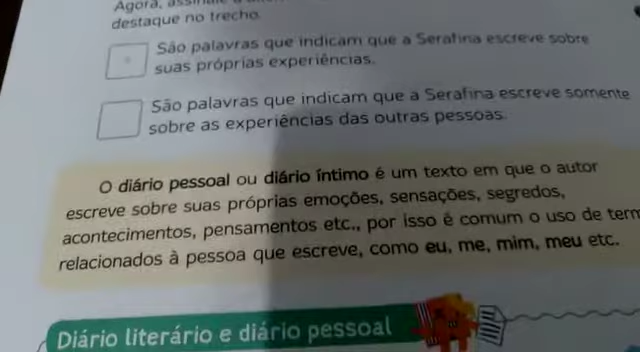 Agora, assinale a
destaque no trecho.
São palavras que indicam que a Serafina escreve sobre
suas próprias experiências.
São palavras que indicam que a Serafina escreve somente
sobre as experiências das outras pessoas.
O diário pessoal ou diário íntimo é um texto em que o autor
escreve sobre suas próprias emoções, sensações, segredos,
acontecimentos, pensamentos etc., por isso é comum o uso de term
relacionados à pessoa que escreve, como eu, me, mim, meu etc.
Diário literário e diário pessoal